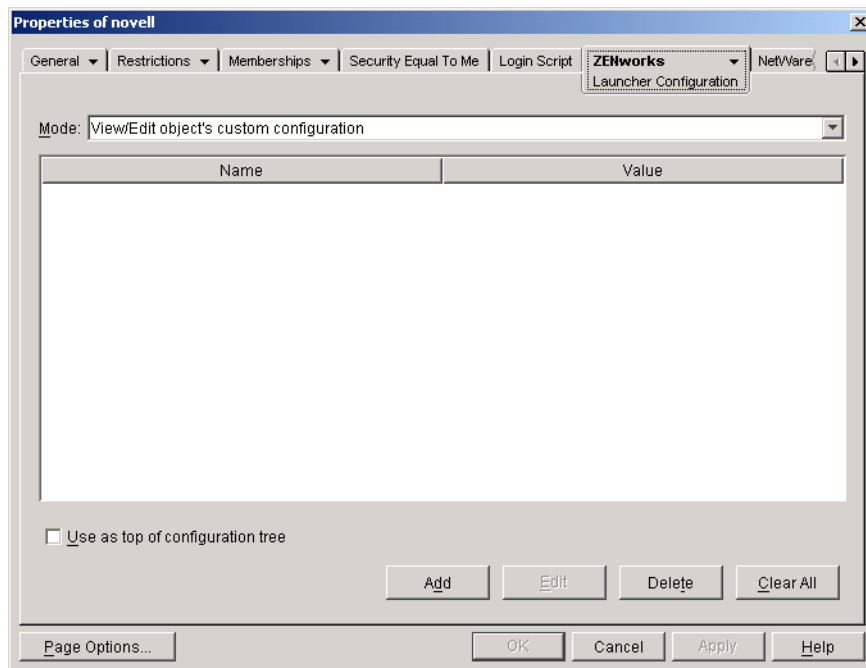 Properties of novell
General Restrictions Memberships Security Equal To Me Login Script ZENworks NetWare
Launcher Configuration
Mode: View/Edit object's custom configuration
Name Value
Use as top of configuration tree
Add Edit Delete Clear All
Page Options... OK Cancel Apply Help